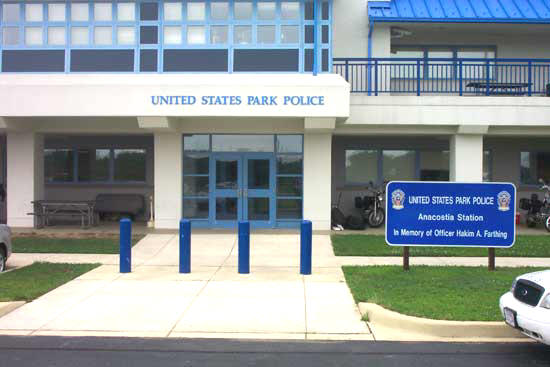 UNITED STATES PARK POLICE
UNITED STATES PARK POLICE
Anacostia Station
In Memory of Officer Hakim A. Farthing